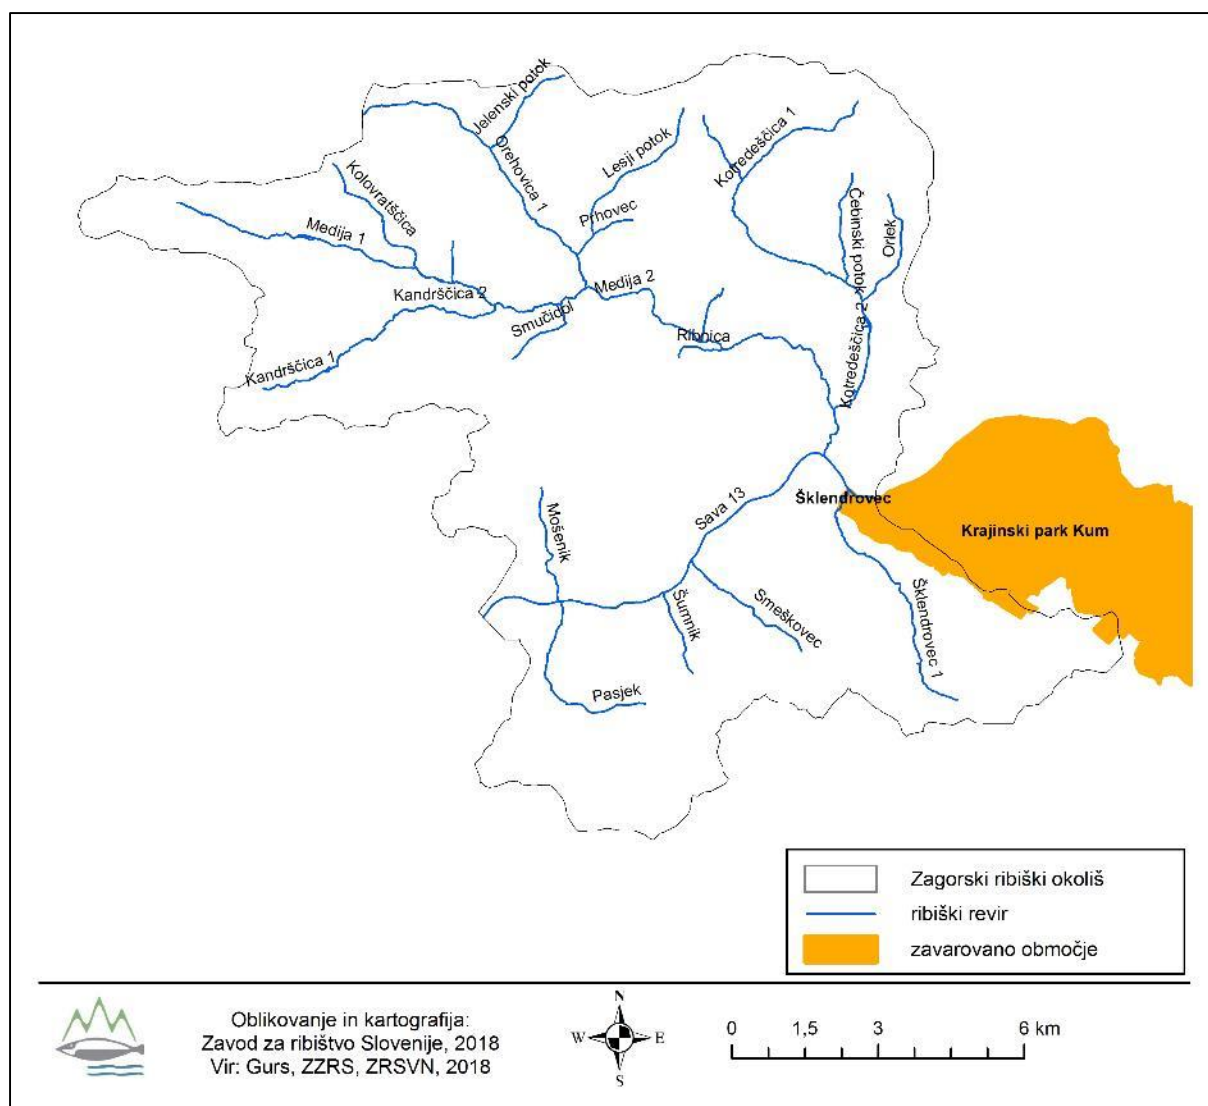 Jelenski potok
Orehovica 1
Lesji potok
Prhovec
Kotredeščica 1
Kolovratščica
Medija 1
Čebinski potok
Orlek
Kandrščica 2
Medija 2
Smučidol
Ribnica
Kotredeščica 2
Kandrščica 1
Šklendrovec
Krajinski park Kum
Sava 13
Mošenik
Šumnik
Smeškovec
Šklendrovec 1
Pasjek
Zagorski ribiški okoliš
ribiški revir
zavarovano območje
Oblikovanje in kartografija:
Zavod za ribištvo Slovenije, 2018
Vir: Gurs, ZZRS, ZRSVN, 2018
N
W
E
S
0 1,5 3 6 km